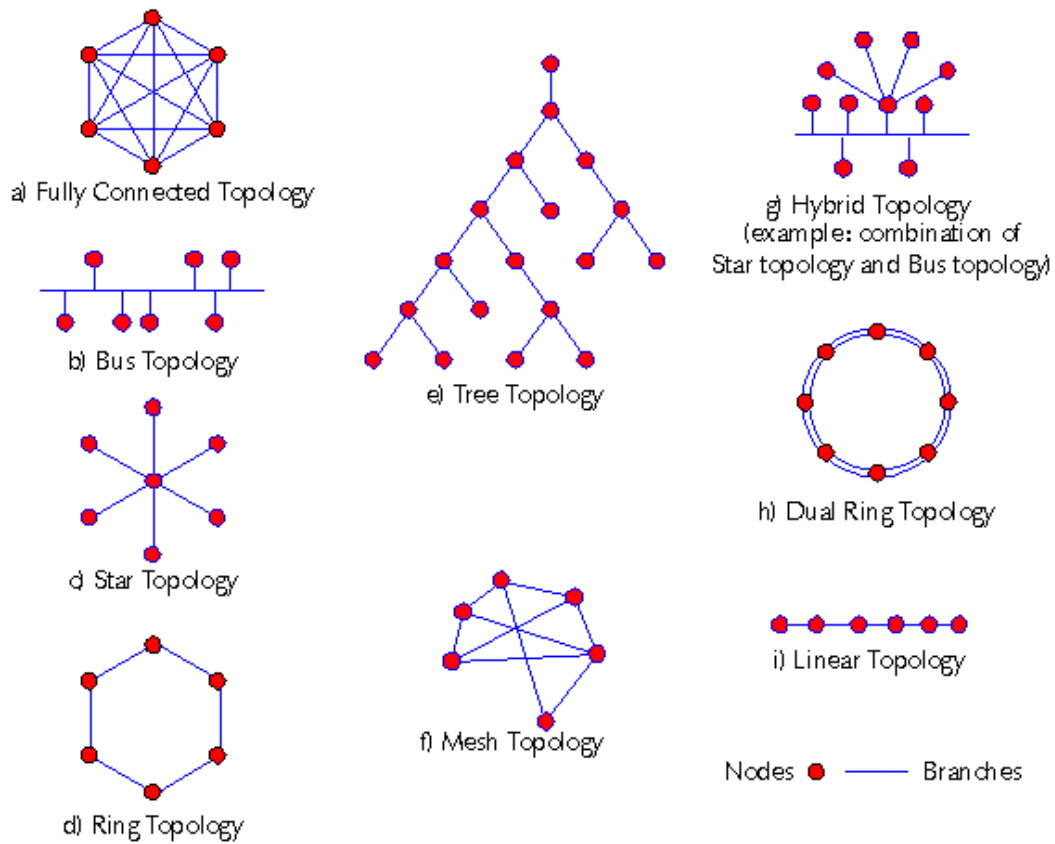 a) Fully Connected Topology
b) Bus Topology
c) Star Topology
d) Ring Topology
e) Tree Topology
f) Mesh Topology
g) Hybrid Topology
(example: combination of
Star topology and Bus topology)
h) Dual Ring Topology
i) Linear Topology
Nodes
Branches